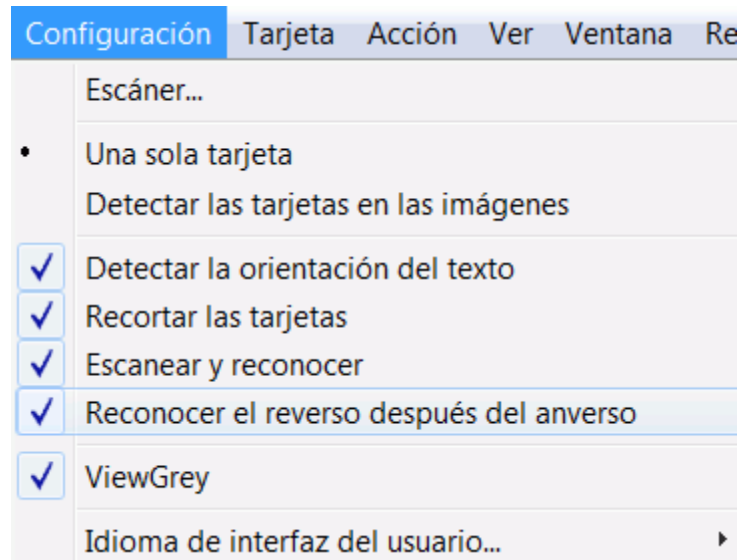 Configuración Tarjeta Acción Ver Ventana Re
Escáner...
Una sola tarjeta
Detectar las tarjetas en las imágenes
Detectar la orientación del texto
Recortar las tarjetas
Escanear y reconocer
Reconocer el reverso después del anverso
ViewGrey
Idioma de interfaz del usuario...